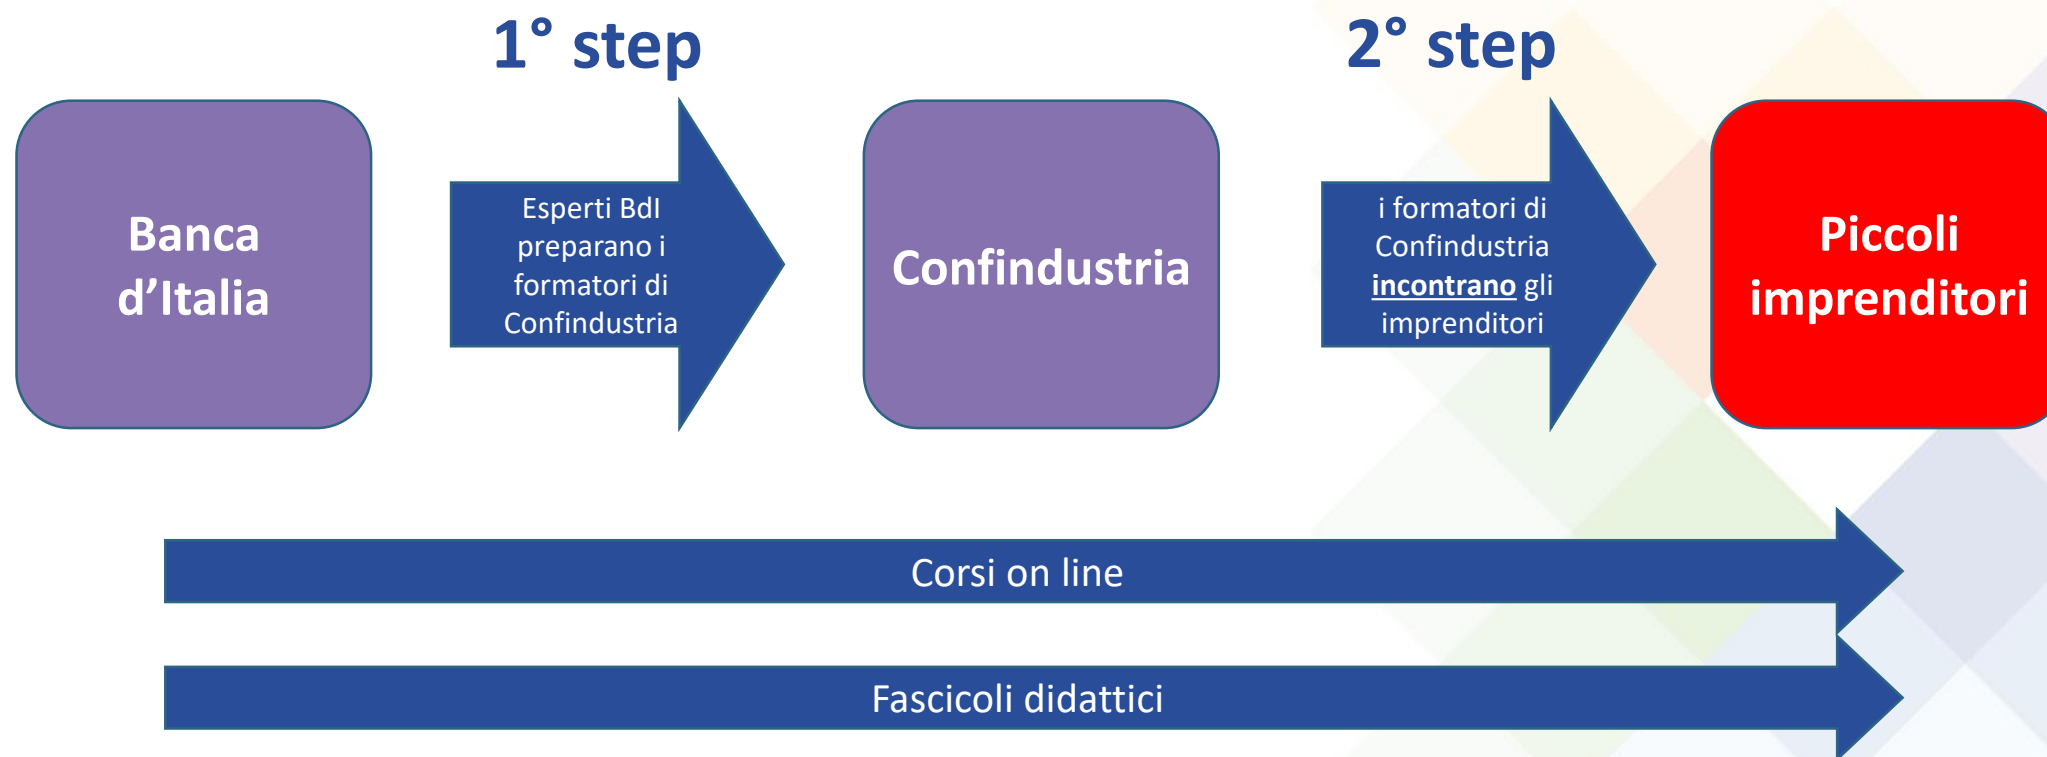 1° step
2° step
Banca
d’Italia
Esperti BdI
preparano i
formatori di
Confindustria
Confindustria
i formatori di
Confindustria
incontrano gli
imprenditori
Piccoli
imprenditori
Corsi on line
Fascicoli didattici